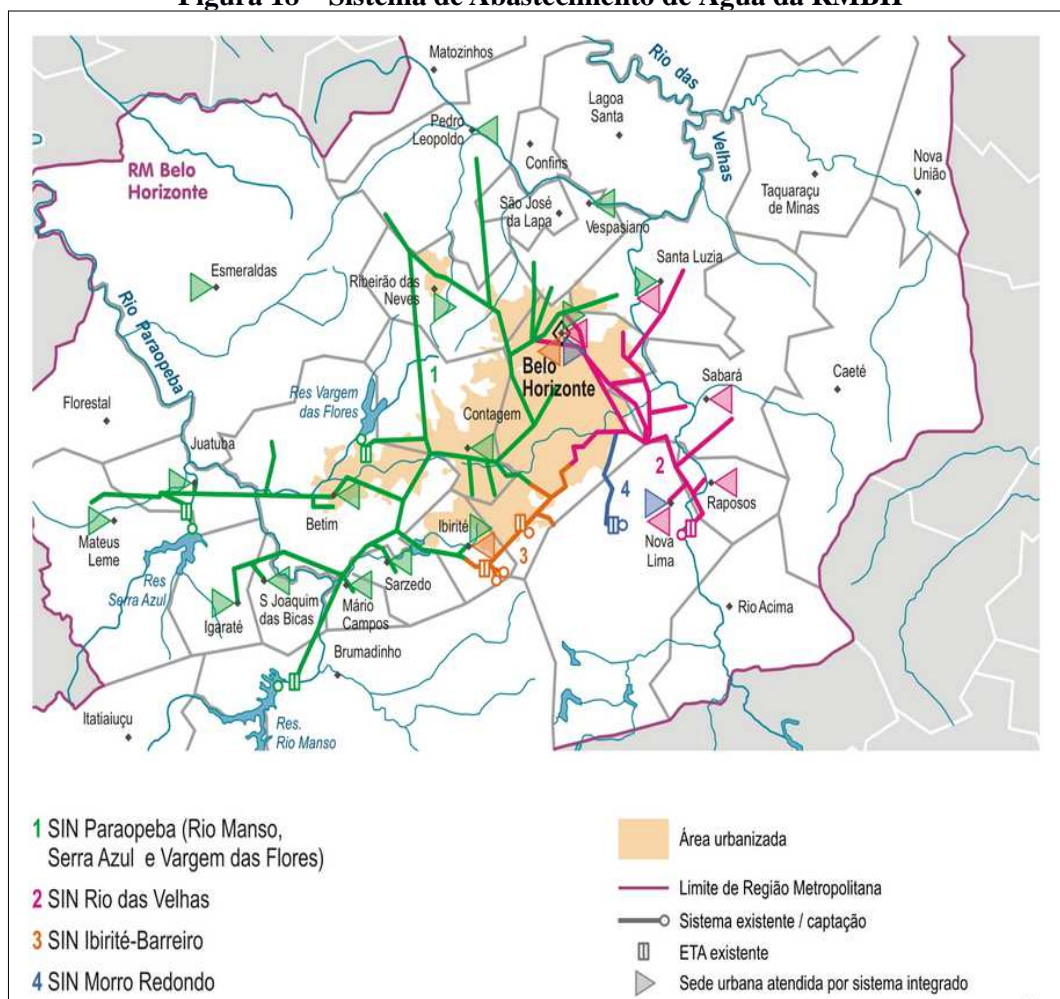 Figura 18 – Sistema de Abastecimento de Água da RMBH
Matozinhos
Rio das
Velhas
Lagoa
Santa
Pedro
Leopoldo
Confins
Nova
União
RM Belo
Horizonte
Taquaraçu
de Minas
São José
da Lapa
Vespasiano
Santa Luzia
Esmeraldas
Ribeirão das
Neves
Rio Paraopeba
Belo
Horizonte
1
Res Vargem
das Flores
Sabará
Caeté
Florestal
Contagem
Juatuba
2
4
Raposos
Betim
Ibirité
Mateus
Leme
3
Nova
Lima
Res
Serra Azul
Sarzedo
S Joaquim
das Bicas
Mário
Campos
Igaraté
Rio Acima
Brumadinho
Itatiaiuçu
Res.
Rio Manso
1 SIN Paraopeba (Rio Manso,
Serra Azul e Vargem das Flores)
2 SIN Rio das Velhas
3 SIN Ibirité-Barreiro
4 SIN Morro Redondo
Área urbanizada
Limite de Região Metropolitana
Sistema existente / captação
ETA existente
Sede urbana atendida por sistema integrado